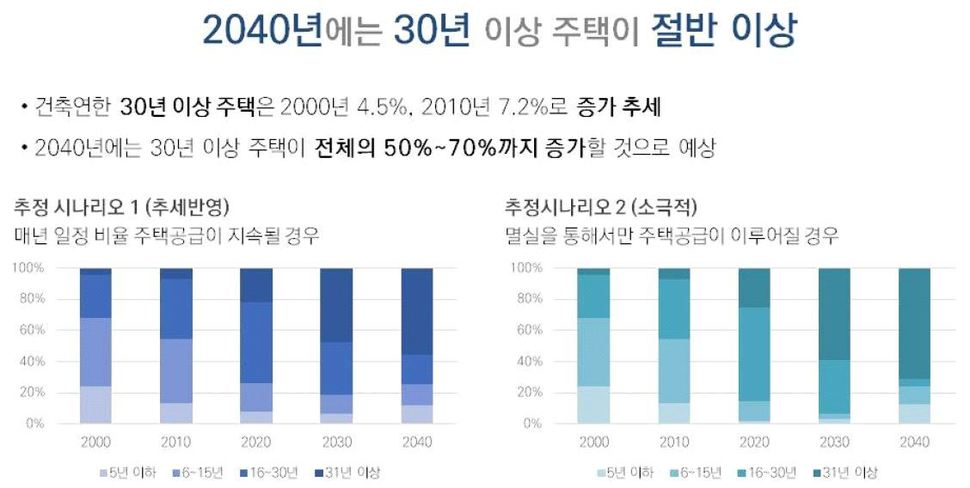 2040년에는 30년 이상 주택이 절반 이상
• 건축연한 30년 이상 주택은 2000년 4.5%, 2010년 7.2%로 증가 추세
• 2040년에는 30년 이상 주택이 전체의 50%~70%까지 증가할 것으로 예상
추정 시나리오 1 (추세반영)
매년 일정 비율 주택공급이 지속될 경우
100%
80%
60%
40%
20%
0%
2000 2010 2020 2030 2040
5년 이하 6~15년 16~30년 31년 이상
추정시나리오 2 (소극적)
멸실을 통해서만 주택공급이 이루어질 경우
100%
80%
60%
40%
20%
0%
2000 2010 2020 2030 2040
5년 이하 6~15년 16~30년 31년 이상